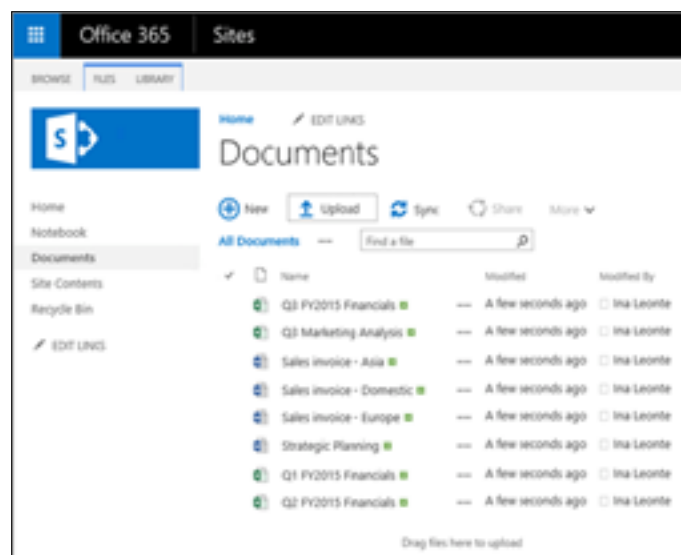 Office 365 Sites
BROWSE FILES LIBRARY
S
Home EDIT LINKS
Documents
Home
Notebook
Documents
Site Contents
Recycle Bin
EDIT LINKS
New Upload Sync Share More
All Documents ··· Find a file
Name Modified Modified By
Q3 FY2015 Financials ··· A few seconds ago Ina Leonte
Q3 Marketing Analysis ··· A few seconds ago Ina Leonte
Sales invoice - Asia ··· A few seconds ago Ina Leonte
Sales invoice - Domestic ··· A few seconds ago Ina Leonte
Sales invoice - Europe ··· A few seconds ago Ina Leonte
Strategic Planning ··· A few seconds ago Ina Leonte
Q1 FY2015 Financials ··· A few seconds ago Ina Leonte
Q2 FY2015 Financials ··· A few seconds ago Ina Leonte
Drag files here to upload